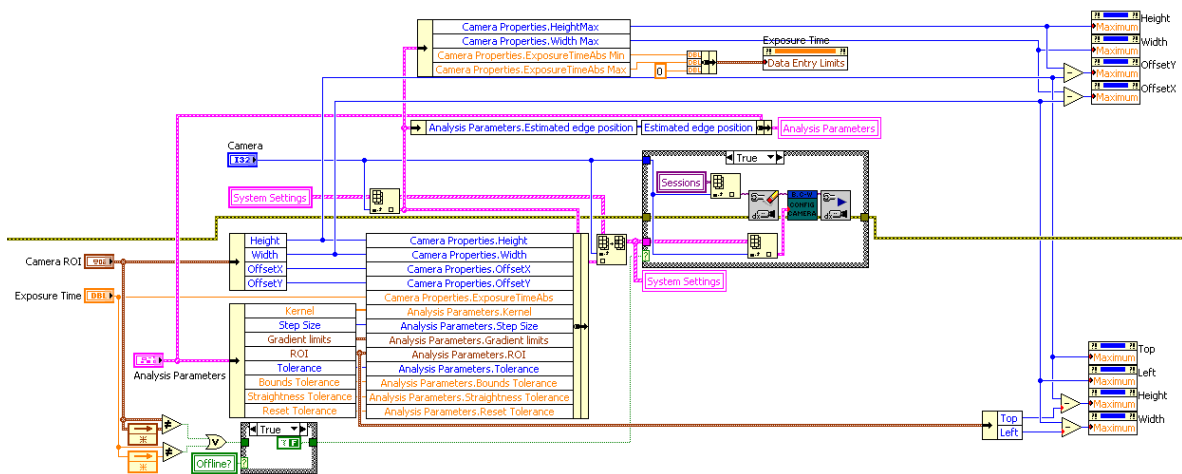 Camera Properties.HeightMax
Camera Properties.Width Max
Camera Properties.ExposureTimeAbs Min
Camera Properties.ExposureTimeAbs Max
DBL
DBL
DBL
0
Exposure Time
Data Entry Limits
Height
Maximum
Width
Maximum
OffsetY
Maximum
OffsetX
Maximum
Analysis Parameters.Estimated edge position
Estimated edge position
Analysis Parameters
Camera
I32
System Settings
True
Sessions
CONFIG
CAMERA
System Settings
Camera ROI
Height
Width
OffsetX
OffsetY
Camera Properties.Height
Camera Properties.Width
Camera Properties.OffsetX
Camera Properties.OffsetY
Camera Properties.ExposureTimeAbs
Analysis Parameters.Kernel
Analysis Parameters.Step Size
Analysis Parameters.Gradient limits
Analysis Parameters.ROI
Analysis Parameters.Tolerance
Analysis Parameters.Bounds Tolerance
Analysis Parameters.Straightness Tolerance
Analysis Parameters.Reset Tolerance
Exposure Time
DBL
Kernel
Step Size
Gradient limits
ROI
Tolerance
Bounds Tolerance
Straightness Tolerance
Reset Tolerance
Analysis Parameters
True
F
Offline?
Top
Left
Top
Maximum
Left
Maximum
Height
Maximum
Width
Maximum